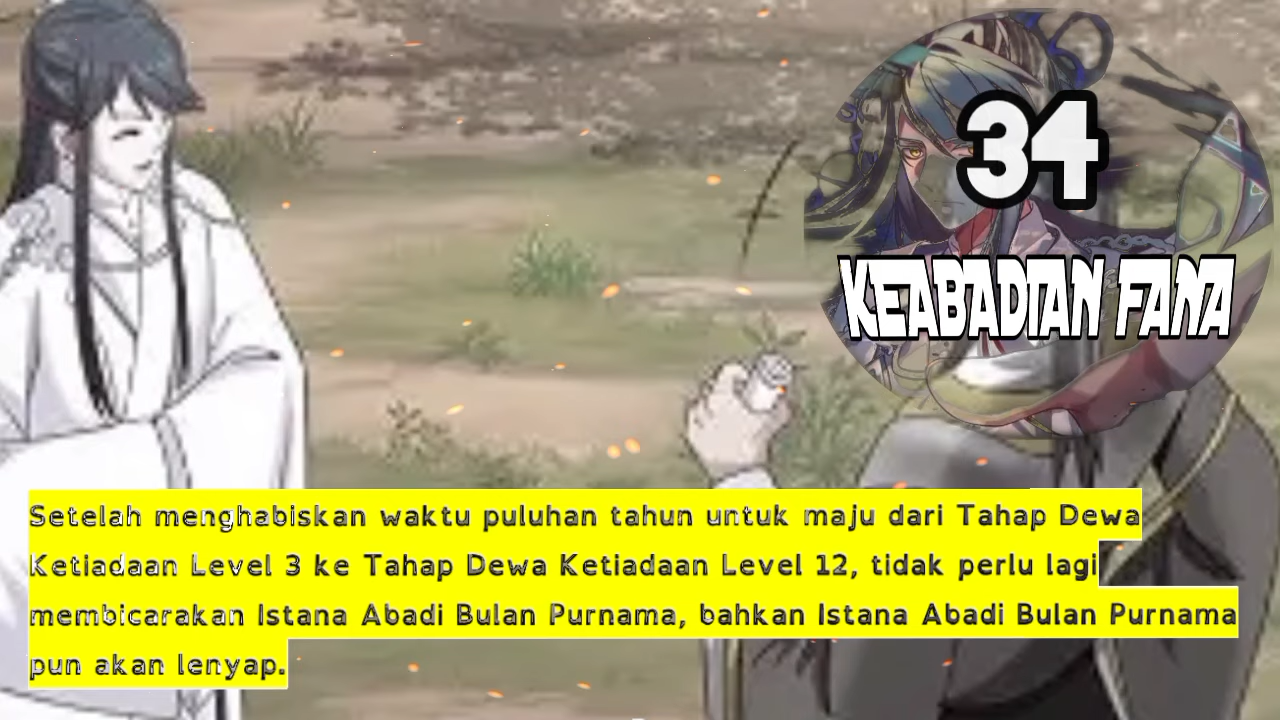 34
KEABADIAN FANA
Setelah menghabiskan waktu puluhan tahun untuk maju dari Tahap Dewa
Ketiadaan Level 3 ke Tahap Dewa Ketiadaan Level 12, tidak perlu lagi
membicarakan Istana Abadi Bulan Purnama, bahkan Istana Abadi Bulan Purnama
pun akan lenyap.